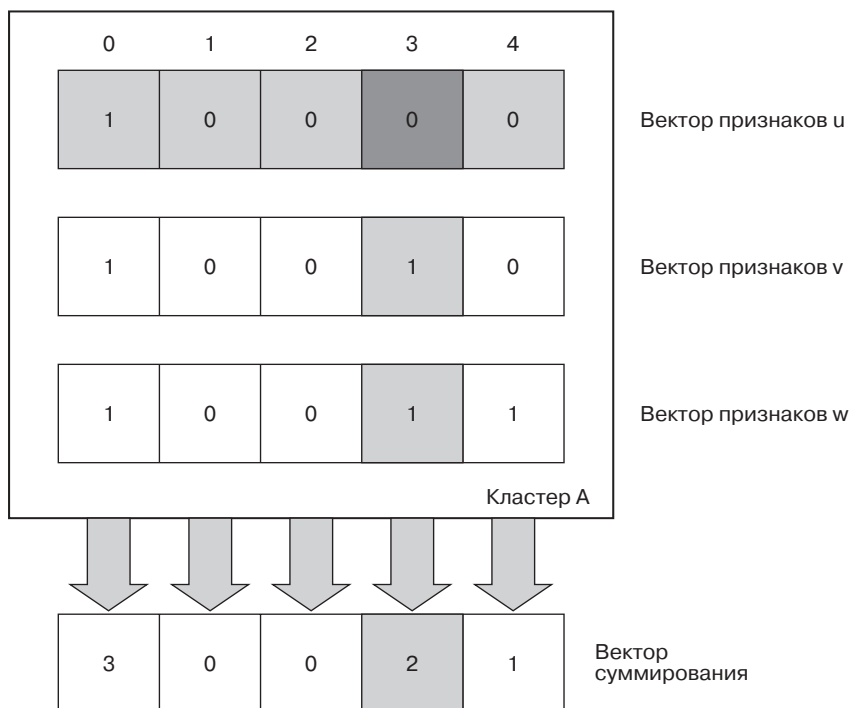 0 1 2 3 4
1 0 0 0 0 Вектор признаков u
1 0 0 1 0 Вектор признаков v
1 0 0 1 1 Вектор признаков w
Кластер A
3 0 0 2 1 Вектор
суммирования